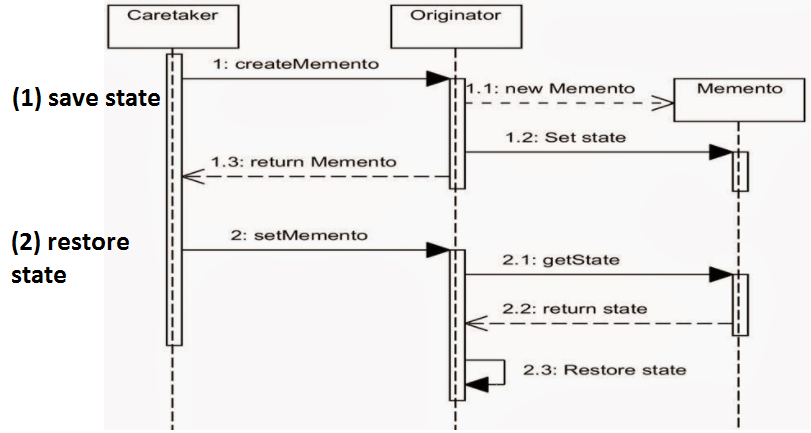 Caretaker
Originator
1: createMemento
1.1: new Memento
Memento
(1) save state
1.2: Set state
1.3: return Memento
(2) restore
state
2: setMemento
2.1: getState
2.2: return state
2.3: Restore state